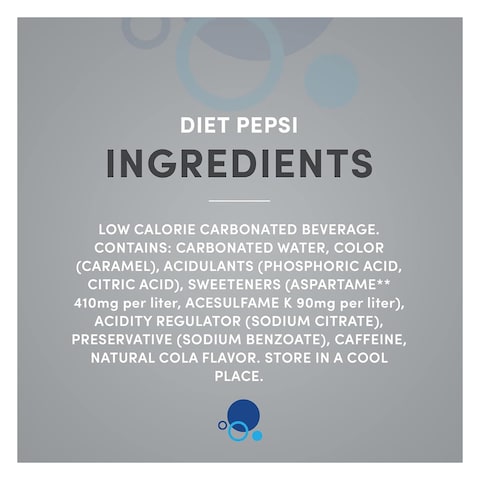 DIET PEPSI
INGREDIENTS
LOW CALORIE CARBONATED BEVERAGE.
CONTAINS: CARBONATED WATER, COLOR
(CARAMEL), ACIDULANTS (PHOSPHORIC ACID,
CITRIC ACID), SWEETENERS (ASPARTAME**
410mg per liter, ACESULFAME K 90mg per liter),
ACIDITY REGULATOR (SODIUM CITRATE),
PRESERVATIVE (SODIUM BENZOATE), CAFFEINE,
NATURAL COLA FLAVOR. STORE IN A COOL
PLACE.